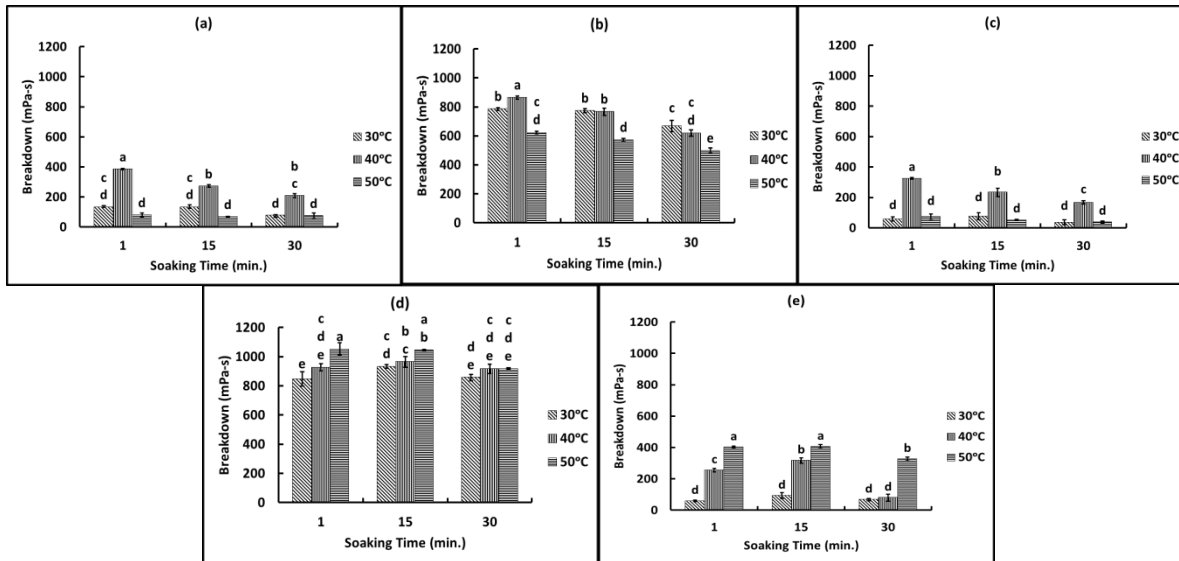 (a)
1200
1000
800
600
400
200
0
Breakdown (mPa-s)
c
d
a
d
c
d
b
d
d
b
c
d
1
15
30
Soaking Time (min.)
30ºC
40ºC
50ºC
(b)
1200
1000
800
600
400
200
0
Breakdown (mPa-s)
b
a
c
d
b
b
d
c
c
d
e
1
15
30
Soaking Time (min.)
30ºC
40ºC
50ºC
(c)
1200
1000
800
600
400
200
0
Breakdown (mPa-s)
d
a
d
d
b
d
d
c
d
1
15
30
Soaking Time (min.)
30ºC
40ºC
50ºC
(d)
1200
1000
800
600
400
200
0
Breakdown (mPa-s)
e
c
d
e
a
c
d
b
c
a
b
d
e
c
d
e
c
d
e
1
15
30
Soaking Time (min.)
30ºC
40ºC
50ºC
(e)
1200
1000
800
600
400
200
0
Breakdown (mPa-s)
d
c
a
d
b
a
d
d
b
1
15
30
Soaking Time (min.)
30ºC
40ºC
50ºC